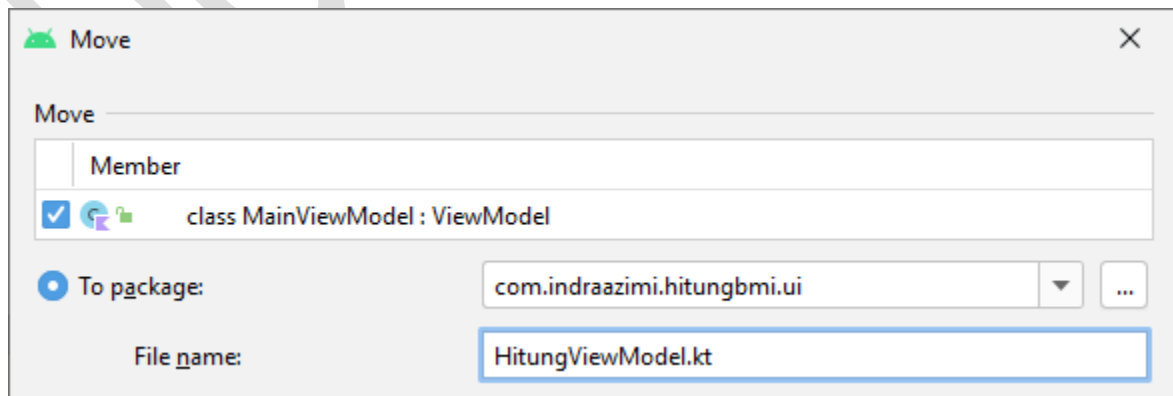 Move
Move
Member
class MainViewModel : ViewModel
To package: com.indraazimi.hitungbmi.ui ...
File name: HitungViewModel.kt